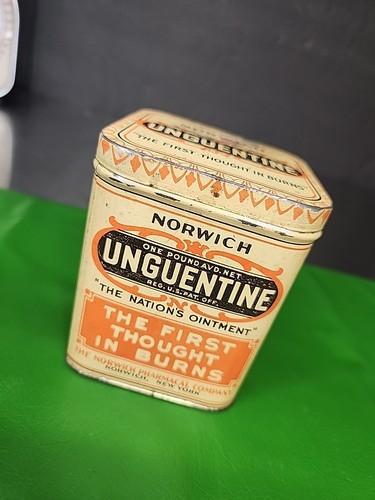 UNGUENTINE
THE FIRST THOUGHT IN BURNS
NORWICH
ONE POUND AVD. NET
UNGUENTINE
REG. U.S. PAT. OFF.
"THE NATION'S OINTMENT"
THE FIRST
THOUGHT
IN BURNS
THE NORWICH PHARMACAL COMPANY
NORWICH, NEW YORK